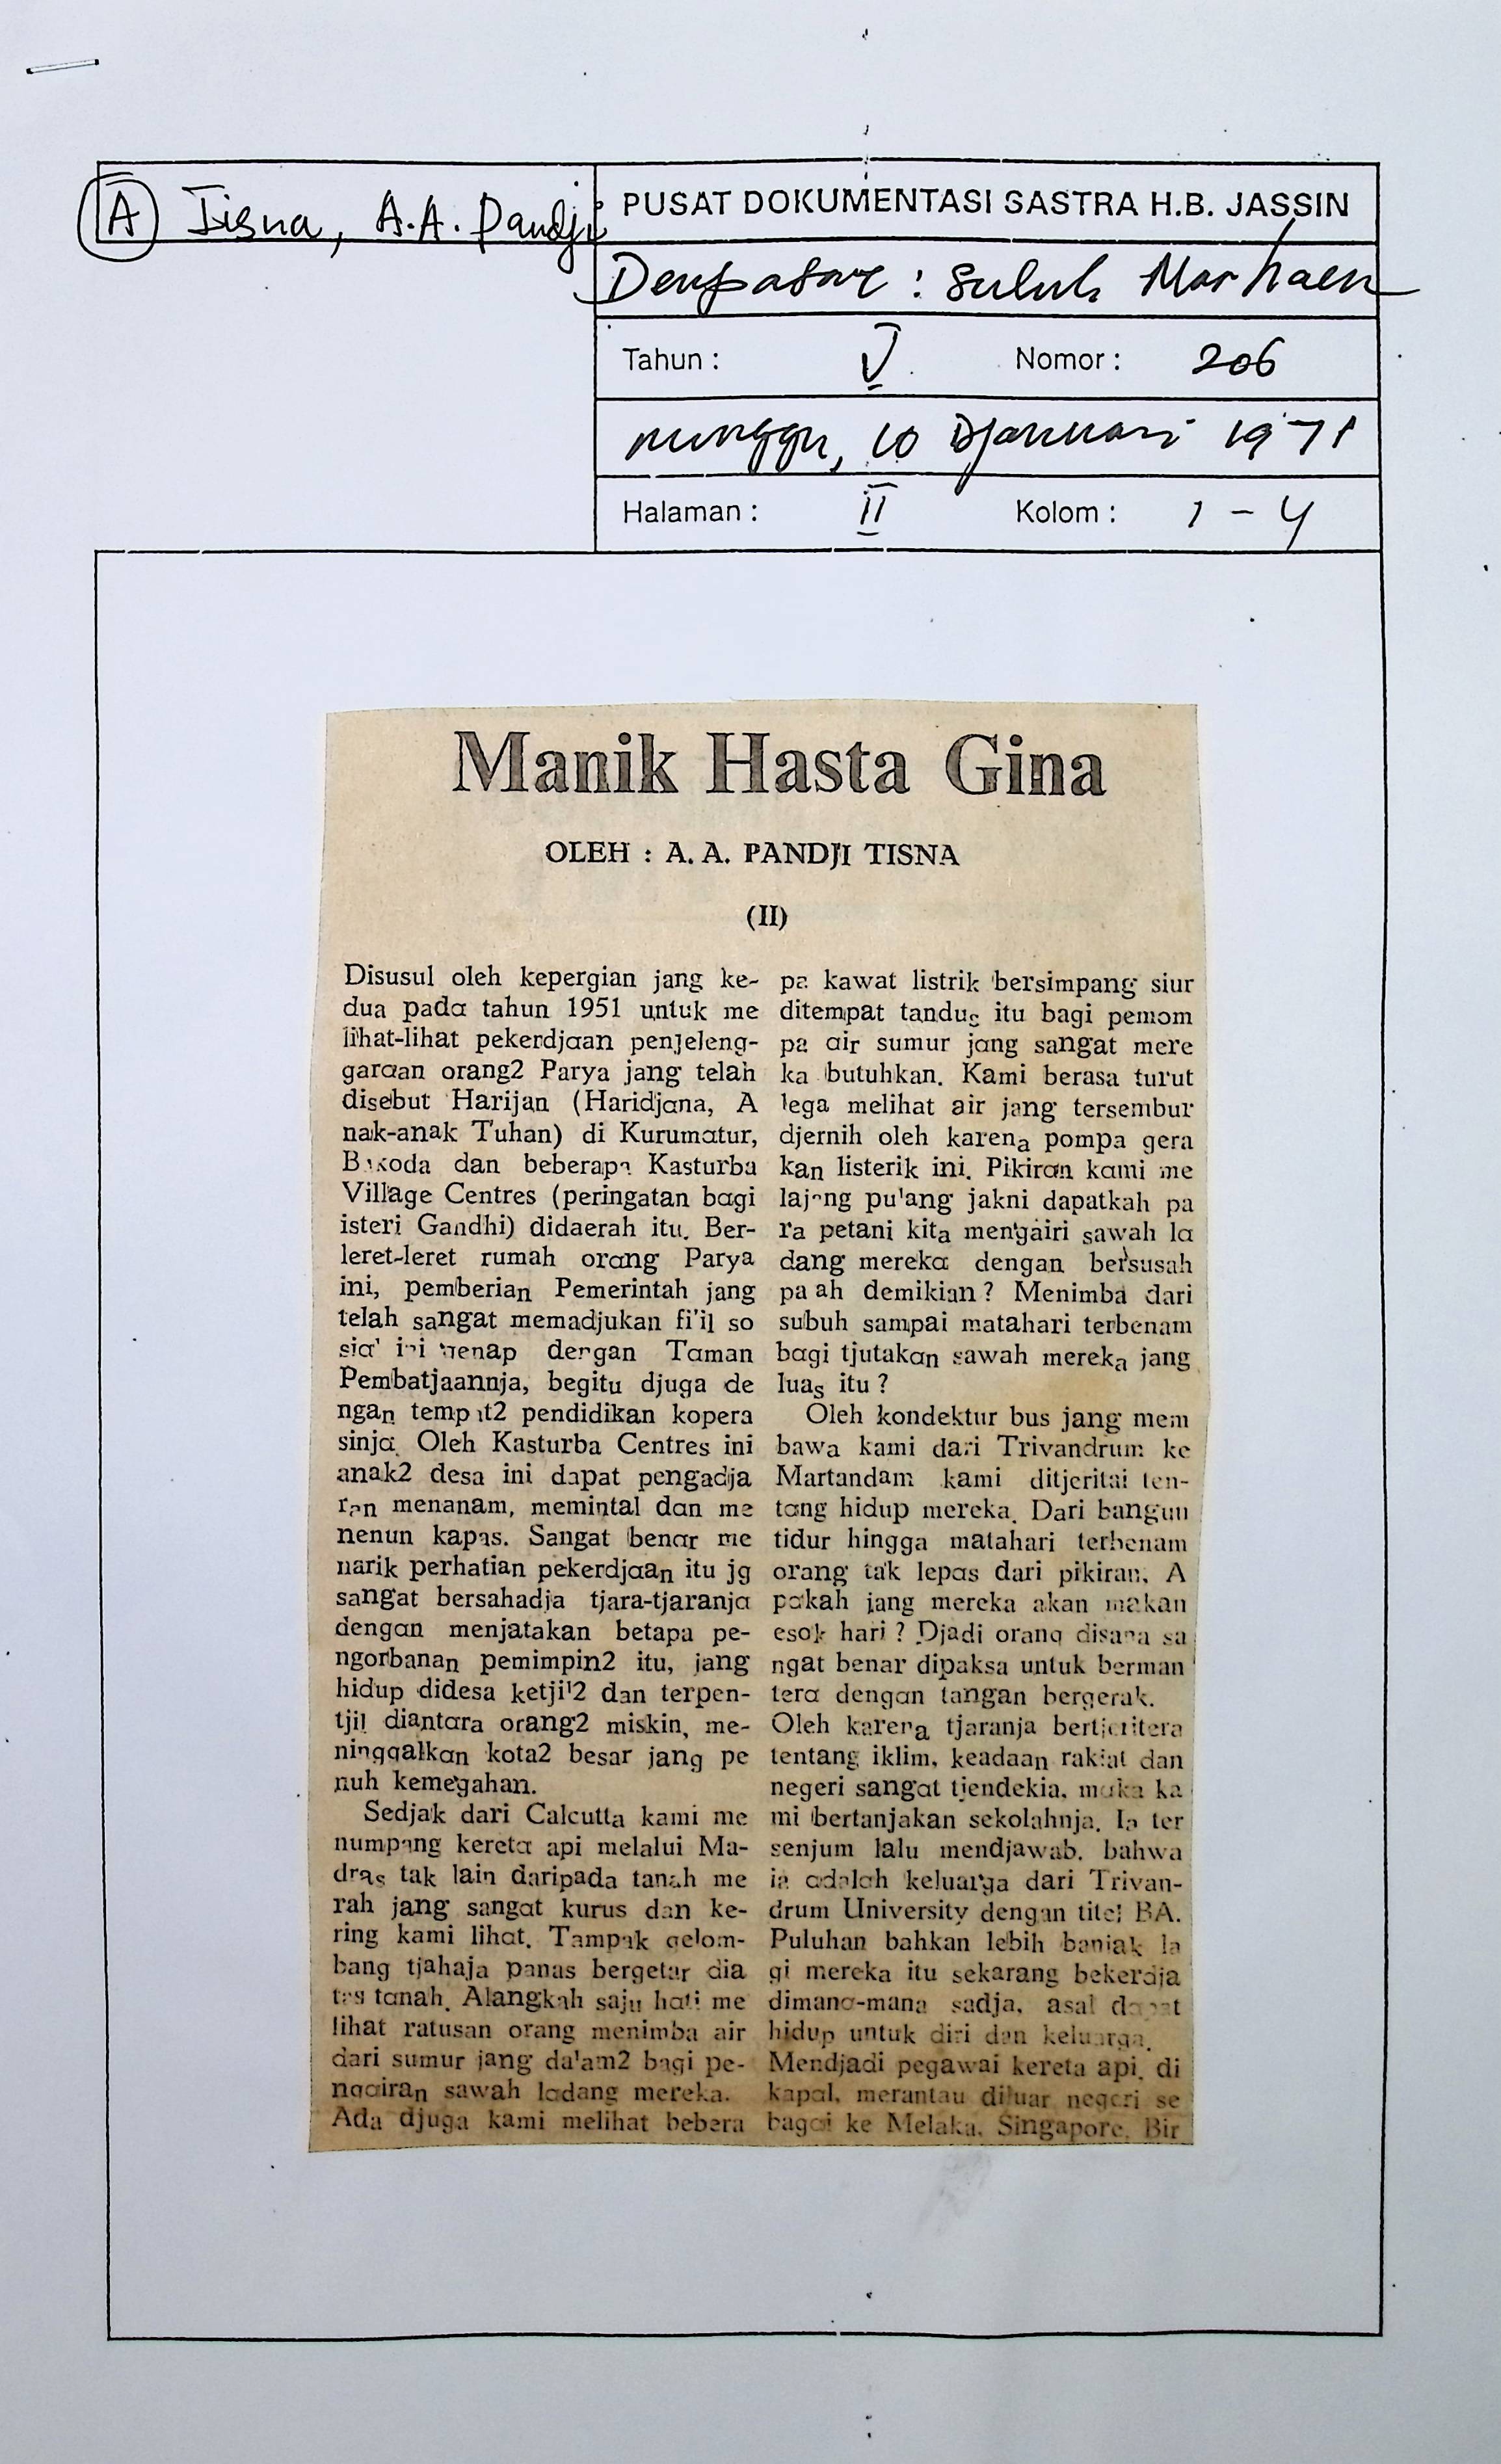 A Tisna, A.A. Pandji
PUSAT DOKUMENTASI SASTRA H.B. JASSIN
Denpasar : Suluh Marhaen
Tahun : V Nomor : 206
Minggu, 10 Djanuari 1971
Halaman : II Kolom : 1 - 4
Manik Hasta Gina
OLEH : A. A. PANDJI TISNA
(II)
Disusul oleh kepergian jang ke-
dua pada tahun 1951 untuk me
lihat-lihat pekerdjaan penjeleng-
garaan orang2 Parya jang telah
disebut Harijan (Haridjana, A
nak-anak Tuhan) di Kurumatur,
dan beberapa Kasturba
Village Centres (peringatan bagi
isteri Gandhi) didaerah itu. Ber-
leret-leret rumah orang Parya
ini, pemberian Pemerintah jang
telah sangat memadjukan fi'il so
sial ini genap dengan Taman
Pembatjaannja, begitu djuga de
ngan tempat2 pendidikan kopera
sinja. Oleh Kasturba Centres ini
anak2 desa ini dapat pengadja
ran menanam, memintal dan me
nenun kapas. Sangat benar me
narik perhatian pekerdjaan itu jg
sangat bersahadja tjara-tjaranja
dengan menjatakan betapa pe-
ngorbanan pemimpin2 itu, jang
hidup didesa ketjil2 dan terpen-
tjil diantara orang2 miskin, me-
ninggalkan kota2 besar jang pe
nuh kemegahan.
Sedjak dari Calcutta kami me
numpang kereta api melalui Ma-
dras tak lain daripada tanah me
rah jang sangat kurus dan ke-
ring kami lihat. Tampak gelom-
bang tjahaja panas bergetar dia
tas tanah. Alangkah saju hati me
lihat ratusan orang menimba air
dari sumur jang dalam2 bagi pe-
ngairan sawah ladang mereka.
Ada djuga kami melihat bebera
pa kawat listrik bersimpang siur
ditempat tandus itu bagi pemom
pa air sumur jang sangat mere
ka butuhkan. Kami berasa turut
lega melihat air jang tersembur
djernih oleh karena pompa gera
kan listerik ini. Pikiran kami me
lajang pulang jakni dapatkah pa
ra petani kita mengairi sawah la
dang mereka dengan bersusah
pa ah demikian ? Menimba dari
subuh sampai matahari terbenam
bagi tjutakan sawah mereka jang
luas itu ?
Oleh kondektur bus jang mem
bawa kami dari Trivandrum ke
Martandam kami ditjeritai ten-
tang hidup mereka. Dari bangun
tidur hingga matahari terbenam
orang tak lepas dari pikiran. A
pakah jang mereka akan makan
esok hari ? Djadi orang disana sa
ngat benar dipaksa untuk berman
tera dengan tangan bergerak.
Oleh karena tjaranja bertjeritera
tentang iklim, keadaan rakjat dan
negeri sangat tjendekia, maka ka
mi bertanjakan sekolahnja. Ia ter
senjum lalu mendjawab, bahwa
ia adalah keluarga dari Trivan-
drum University dengan titel BA.
Puluhan bahkan lebih banjak la
gi mereka itu sekarang bekerdja
dimana-mana sadja, asal dapat
hidup untuk diri dan keluarga.
Mendjadi pegawai kereta api, di
kapal, merantau diluar negeri se
bagai ke Melaka, Singapore, Bir